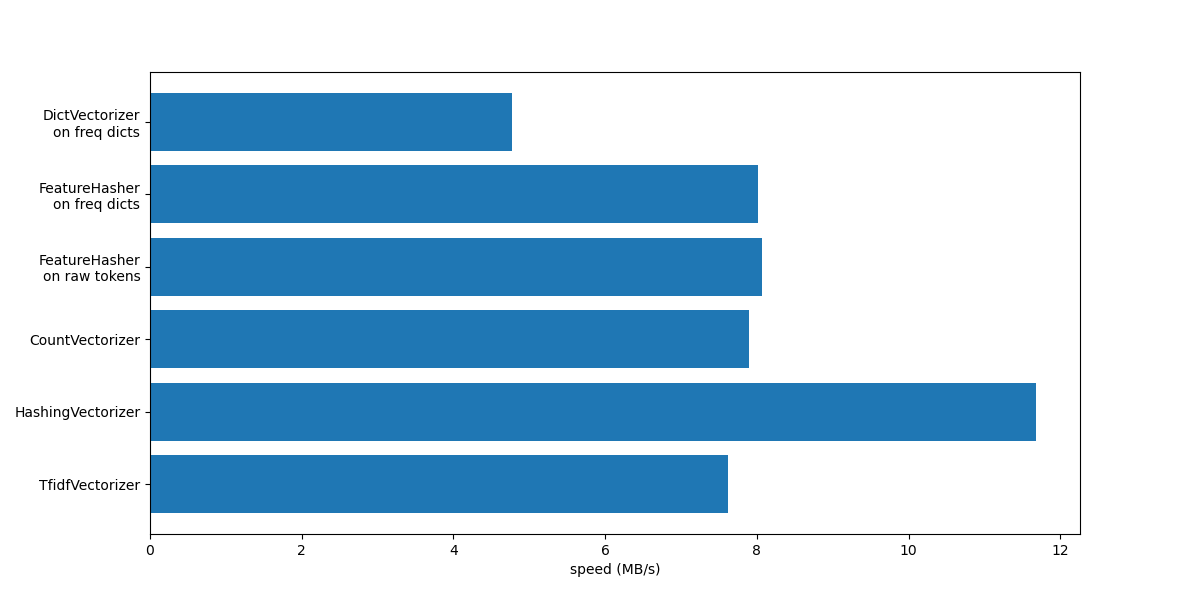 DictVectorizer
on freq dicts
FeatureHasher
on freq dicts
FeatureHasher
on raw tokens
CountVectorizer
HashingVectorizer
TfidfVectorizer
0 2 4 6 8 10 12
speed (MB/s)